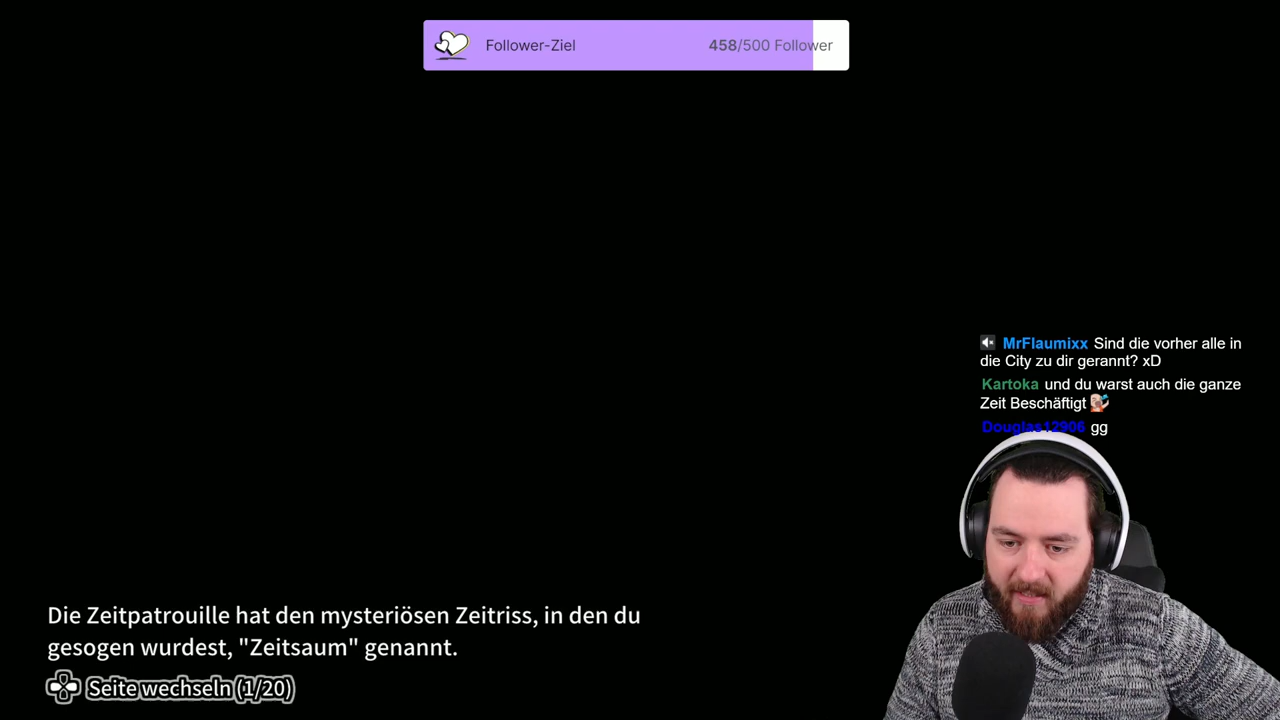 Follower-Ziel
458/500 Follower
MrFlaumixx Sind die vorher alle in
die City zu dir gerannt? xD
Kartoka und du warst auch die ganze
Zeit Beschäftigt
Douglas12906 gg
Die Zeitpatrouille hat den mysteriösen Zeitriss, in den du
gesogen wurdest, "Zeitsaum" genannt.
Seite wechseln (1/20)